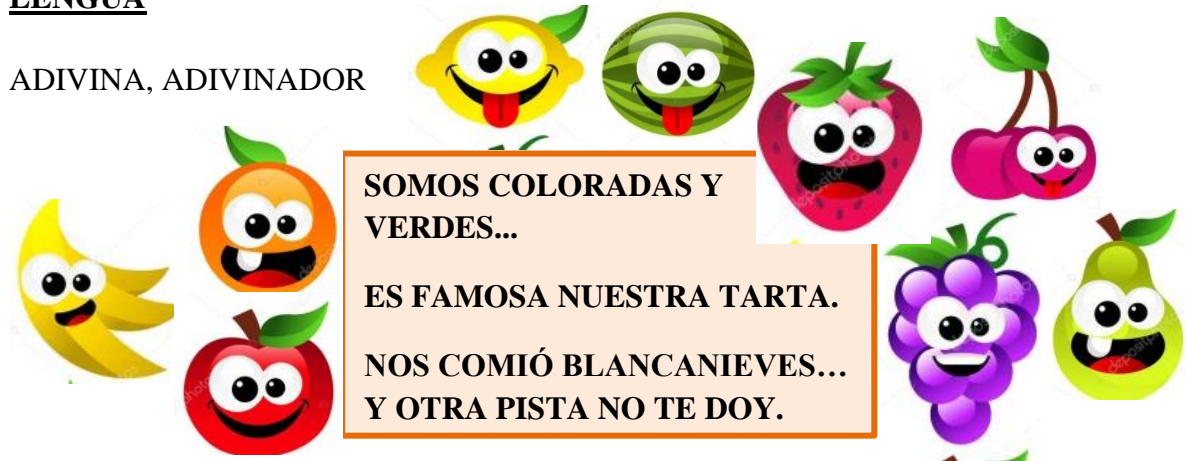 LENGUA
ADIVINA, ADIVINADOR
SOMOS COLORADAS Y
VERDES...
ES FAMOSA NUESTRA TARTA.
NOS COMIÓ BLANCANIEVES…
Y OTRA PISTA NO TE DOY.